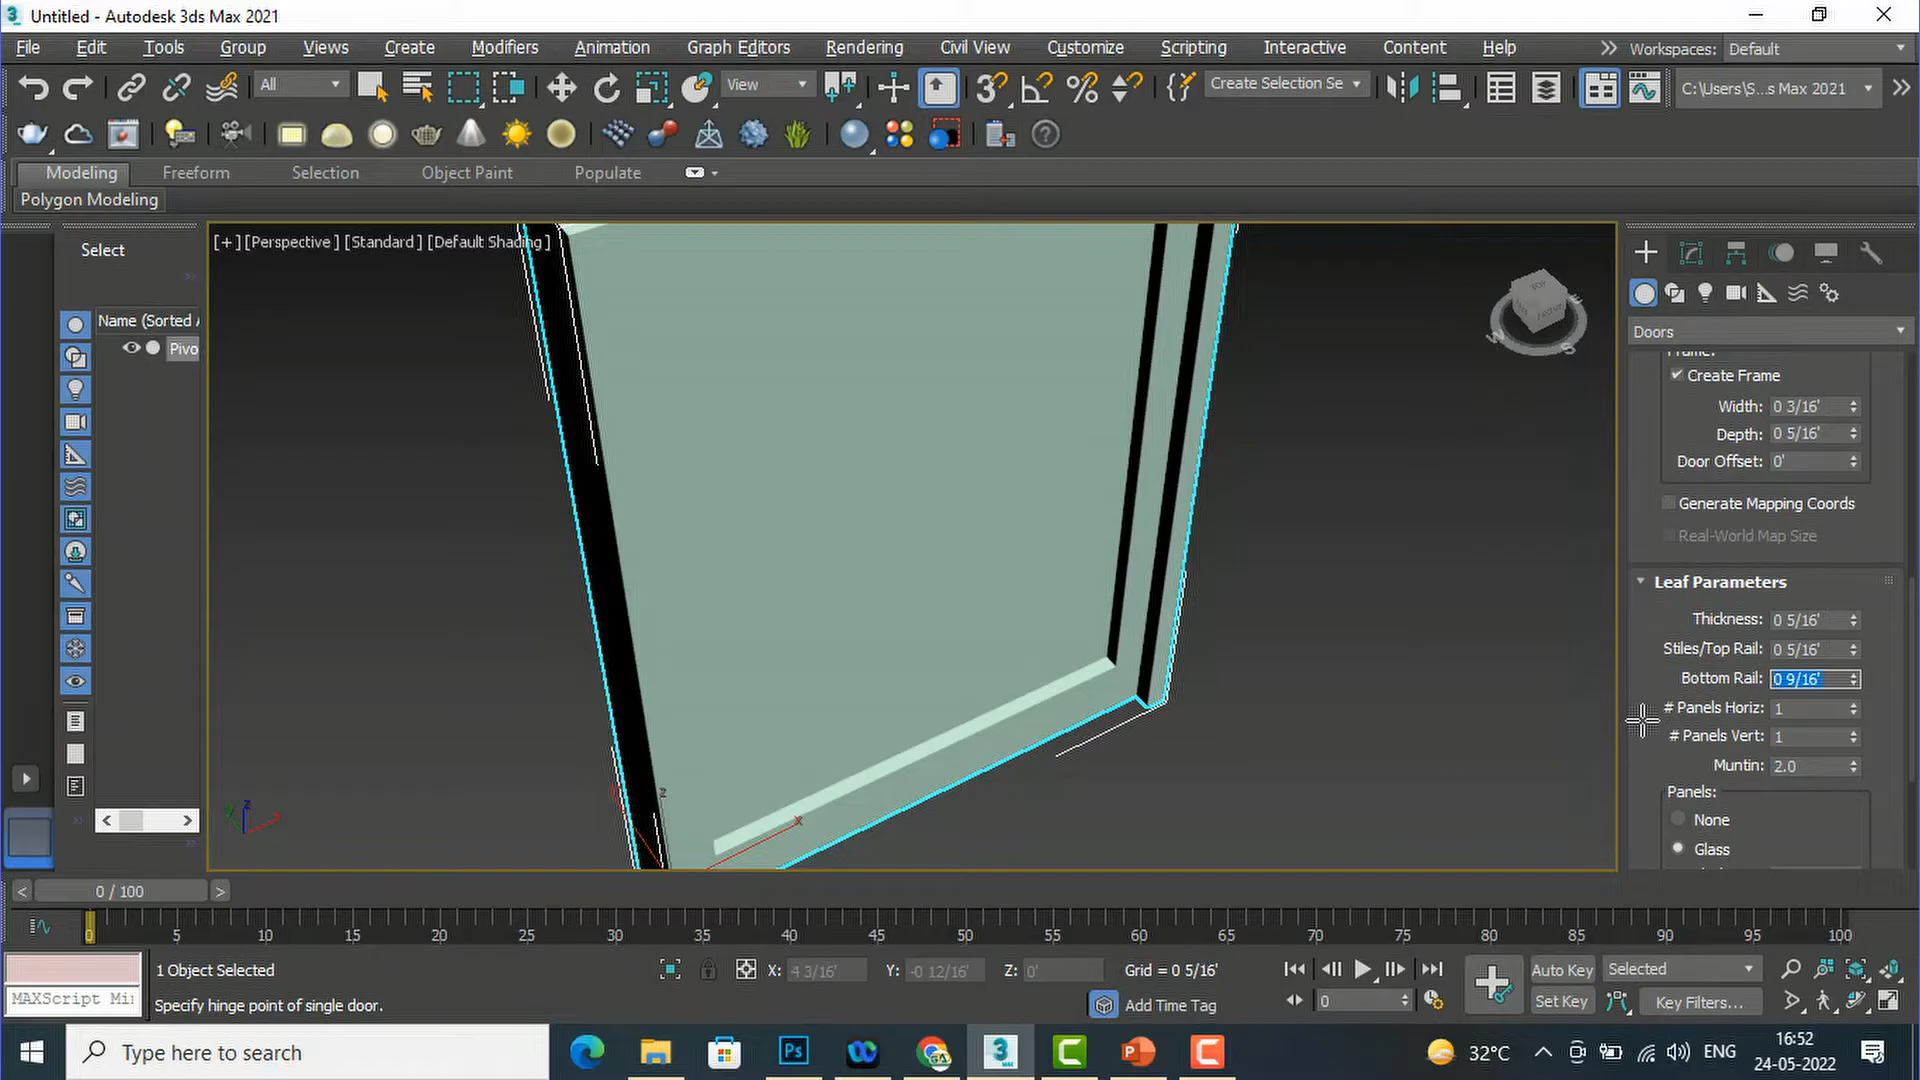 Untitled - Autodesk 3ds Max 2021
File Edit Tools Group Views Create Modifiers Animation Graph Editors Rendering Civil View Customize Scripting Interactive Content Help Workspaces: Default
All View Create Selection Se C:\Users\S...s Max 2021
Modeling Freeform Selection Object Paint Populate
Polygon Modeling
Select
[+] [Perspective] [Standard] [Default Shading]
Name (Sorted A
Pivo
TOP
W S
Doors
Frame:
Create Frame
Width: 0 3/16'
Depth: 0 5/16'
Door Offset: 0'
Generate Mapping Coords
Real-World Map Size
Leaf Parameters
Thickness: 0 5/16'
Stiles/Top Rail: 0 5/16'
Bottom Rail: 0 9/16'
# Panels Horiz: 1
# Panels Vert: 1
Muntin: 2.0
Panels:
None
Glass
z
x
z
< 0 / 100 >
0 5 10 15 20 25 30 35 40 45 50 55 60 65 70 75 80 85 90 95 100
1 Object Selected X: 4 3/16' Y: -0 12/16' Z: 0' Grid = 0 5/16' Auto Key Selected
MAXScript Mi
Specify hinge point of single door. Add Time Tag 0 Set Key Key Filters...
Type here to search Ps 3 MAX P 32°C ENG 16:52
24-05-2022